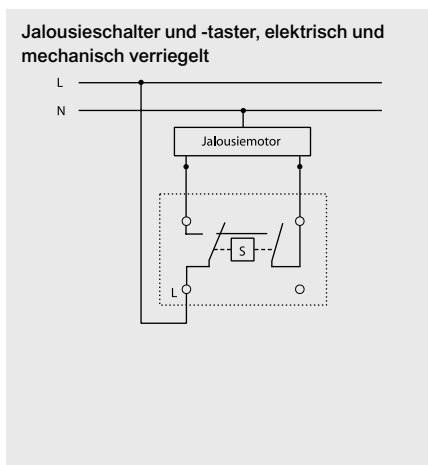 Jalousieschalter und -taster, elektrisch und
mechanisch verriegelt
L
N
Jalousiemotor
S
L